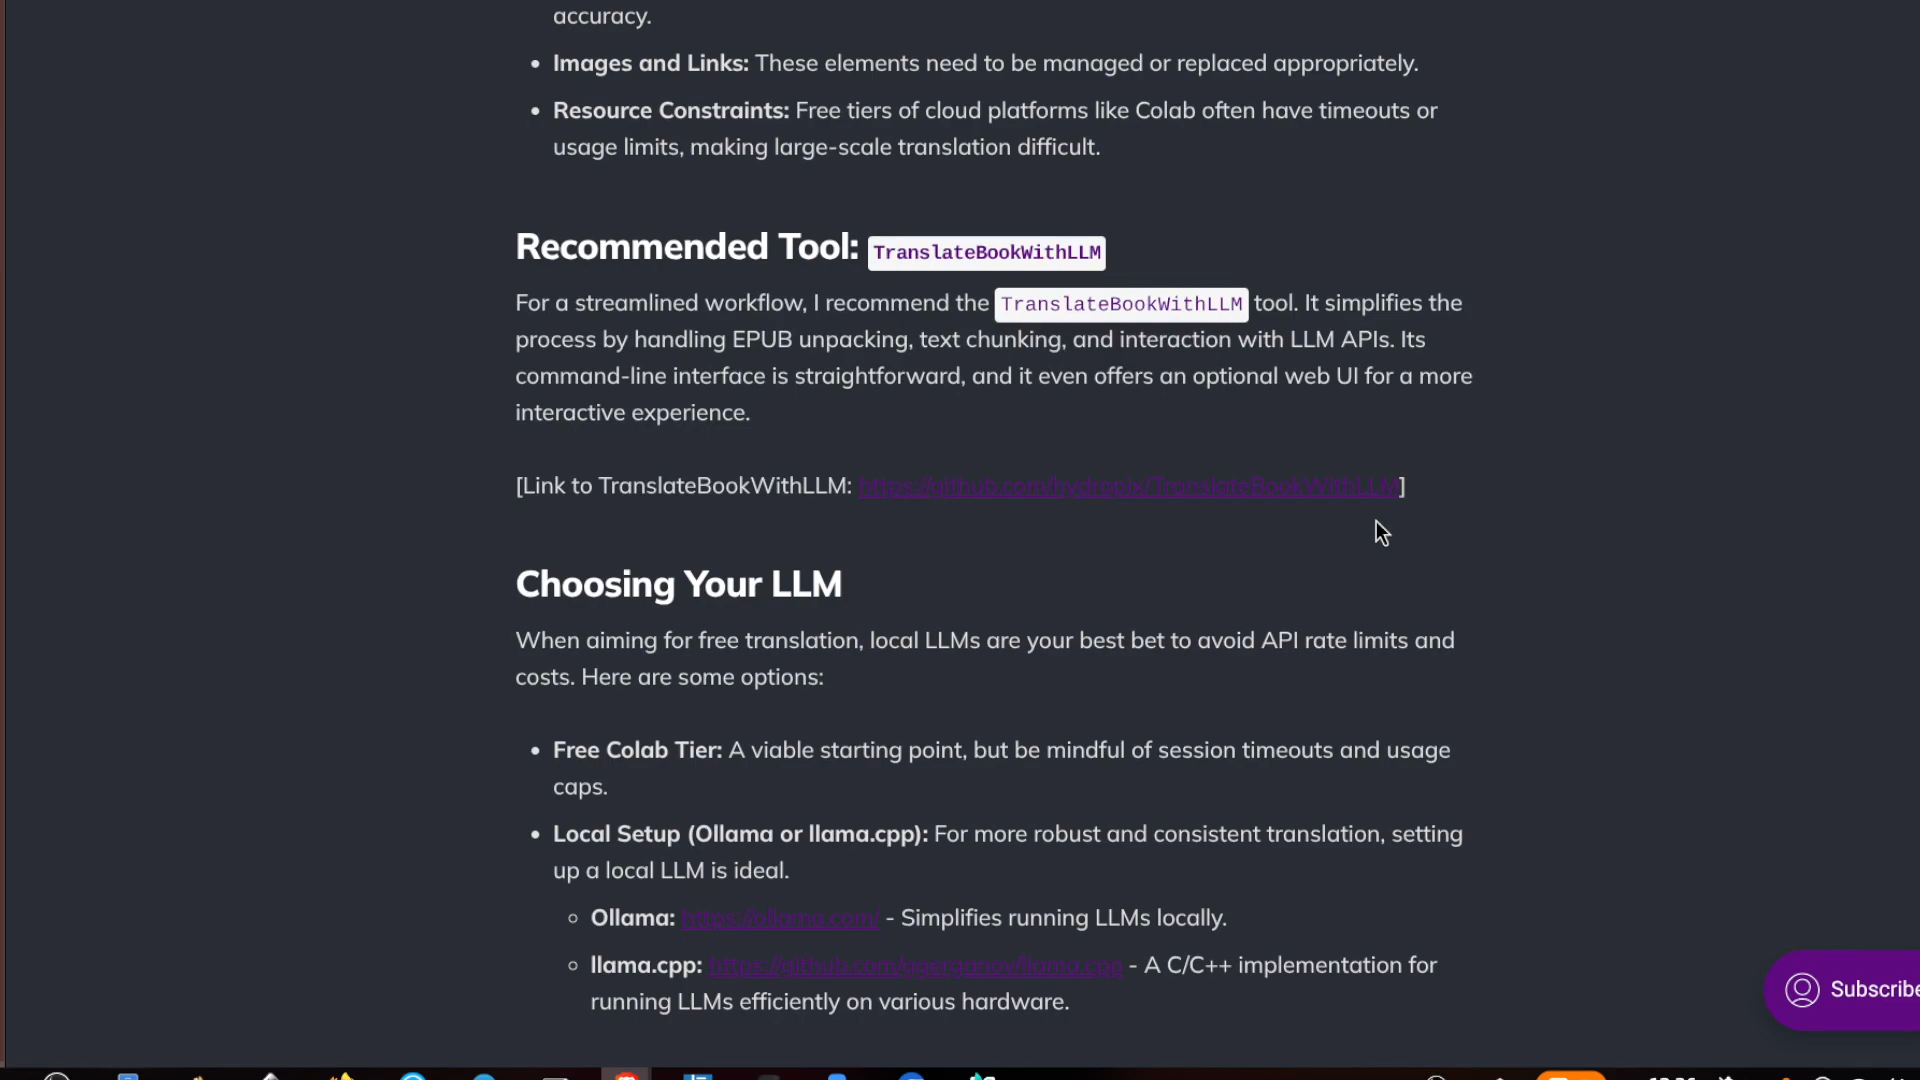 accuracy.
• Images and Links: These elements need to be managed or replaced appropriately.
• Resource Constraints: Free tiers of cloud platforms like Colab often have timeouts or
usage limits, making large-scale translation difficult.
Recommended Tool: TranslateBookWithLLM
For a streamlined workflow, I recommend the TranslateBookWithLLM tool. It simplifies the
process by handling EPUB unpacking, text chunking, and interaction with LLM APIs. Its
command-line interface is straightforward, and it even offers an optional web UI for a more
interactive experience.
[Link to TranslateBookWithLLM: https://github.com/hydropix/TranslateBookWithLLM]
Choosing Your LLM
When aiming for free translation, local LLMs are your best bet to avoid API rate limits and
costs. Here are some options:
• Free Colab Tier: A viable starting point, but be mindful of session timeouts and usage
caps.
• Local Setup (Ollama or llama.cpp): For more robust and consistent translation, setting
up a local LLM is ideal.
◦ Ollama: https://ollama.com/ - Simplifies running LLMs locally.
◦ llama.cpp: https://github.com/ggerganov/llama.cpp - A C/C++ implementation for
running LLMs efficiently on various hardware.
Subscribe